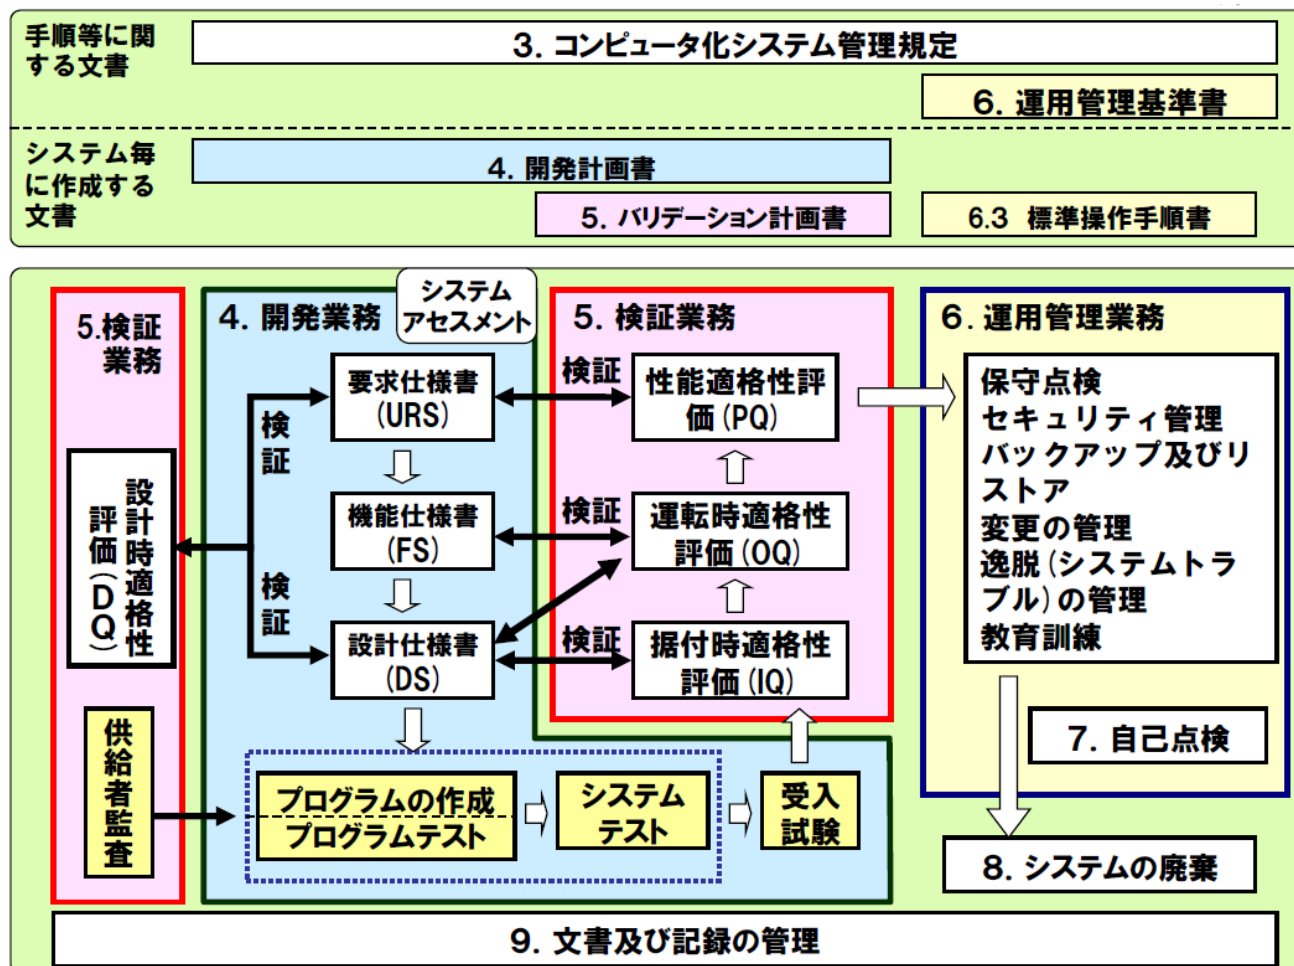 手順等に関
する文書
3. コンピュータ化システム管理規定
6. 運用管理基準書
システム毎
に作成する
文書
4. 開発計画書
5. バリデーション計画書
6.3 標準操作手順書
5.検証
業務
検証
検証
設計時適格性
評価(DQ)
供給者監査
4. 開発業務
システム
アセスメント
要求仕様書
(URS)
機能仕様書
(FS)
設計仕様書
(DS)
プログラムの作成
プログラムテスト
システム
テスト
受入
試験
5. 検証業務
検証
性能適格性評
価(PQ)
検証
運転時適格性
評価(OQ)
検証
据付時適格性
評価(IQ)
6. 運用管理業務
保守点検
セキュリティ管理
バックアップ及びリ
ストア
変更の管理
逸脱(システムトラ
ブル)の管理
教育訓練
7. 自己点検
8. システムの廃棄
9. 文書及び記録の管理